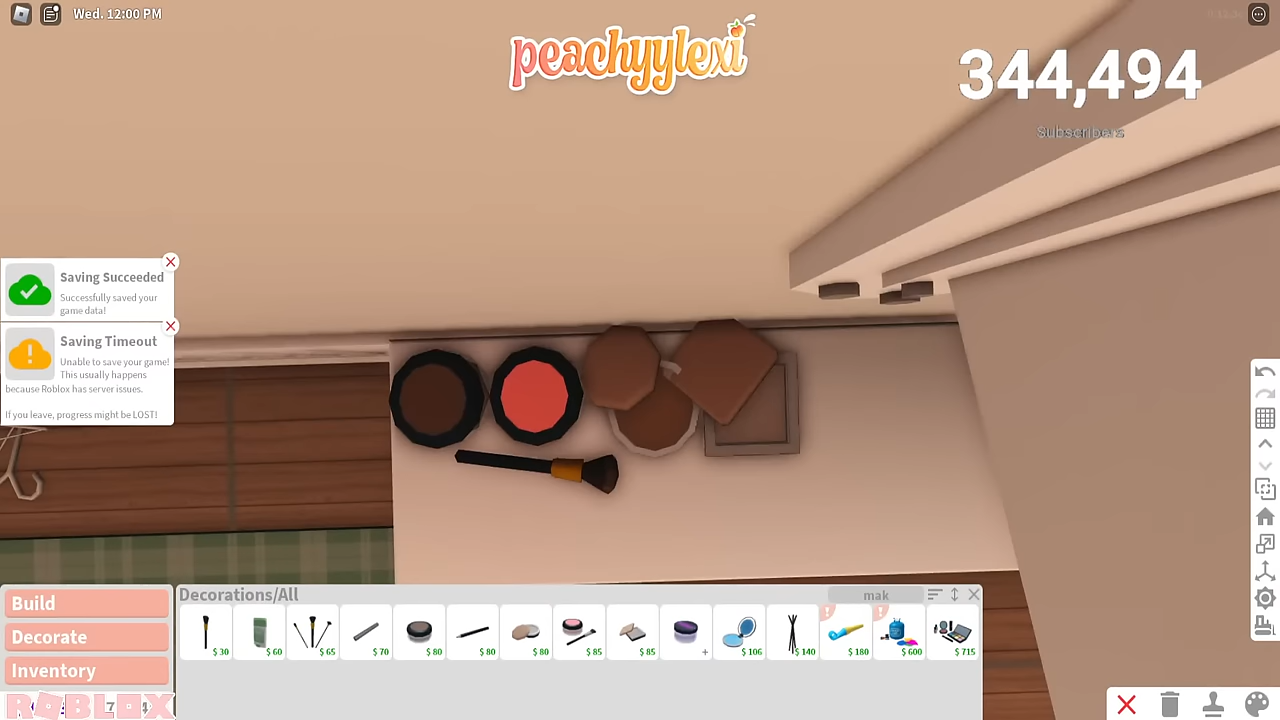 Wed. 12:00 PM
peachyylexi
344,494
Subscribers
Saving Succeeded
Successfully saved your
game data!
Saving Timeout
Unable to save your game!
This usually happens
because Roblox has server issues.
If you leave, progress might be LOST!
Build
Decorate
Inventory
ROBLOX
Decorations/All
mak
$ 30
$ 60
$ 65
$ 70
$ 80
$ 80
$ 80
$ 85
$ 85
+
$ 106
$ 140
$ 180
$ 600
$ 715